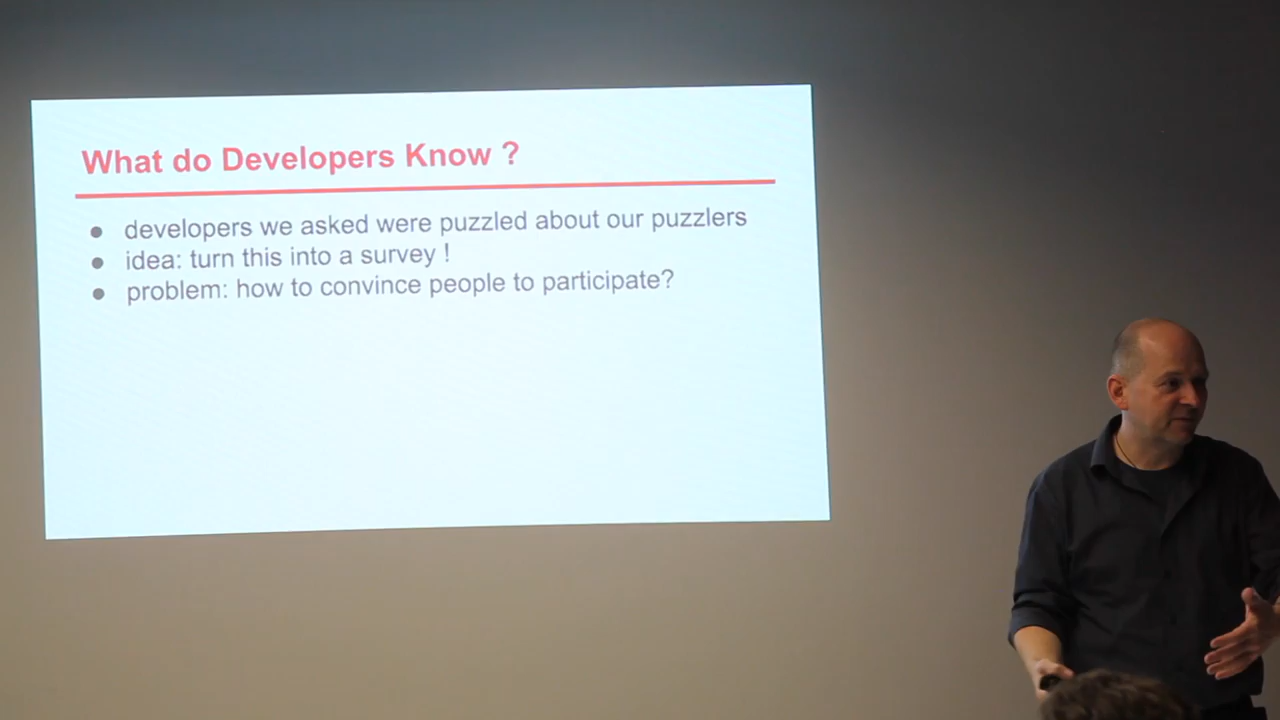 What do Developers Know ?
● developers we asked were puzzled about our puzzlers
● idea: turn this into a survey !
● problem: how to convince people to participate?